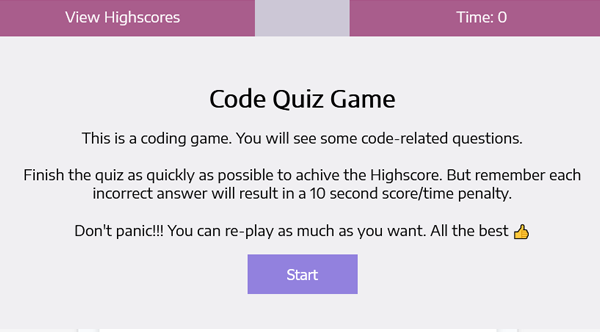 View Highscores
Time: 0
Code Quiz Game
This is a coding game. You will see some code-related questions.
Finish the quiz as quickly as possible to achive the Highscore. But remember each
incorrect answer will result in a 10 second score/time penalty.
Don't panic!!! You can re-play as much as you want. All the best 👍
Start